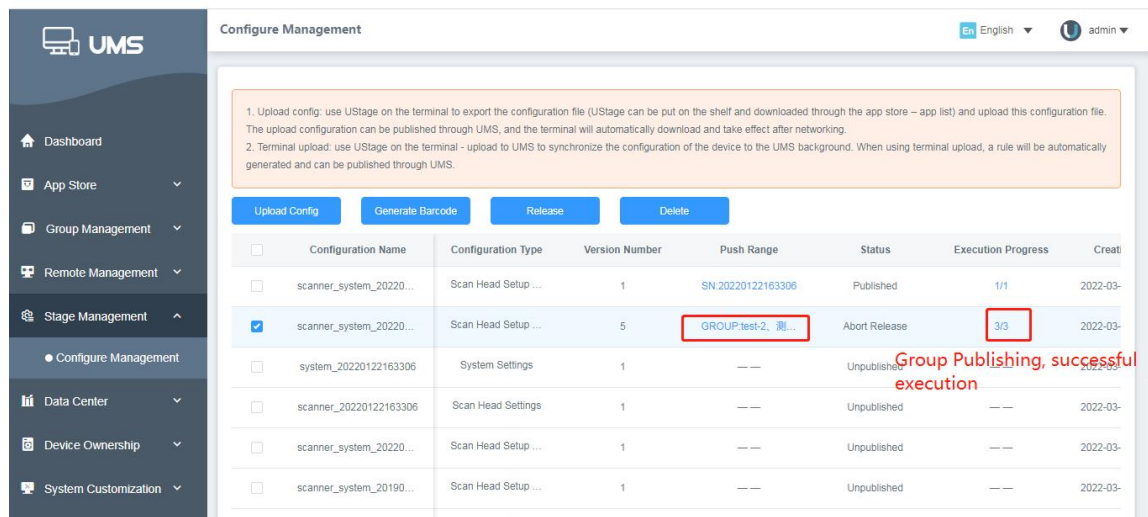 UMS
Configure Management
En English
admin
1. Upload config: use UStage on the terminal to export the configuration file (UStage can be put on the shelf and downloaded through the app store – app list) and upload this configuration file.
The upload configuration can be published through UMS, and the terminal will automatically download and take effect after networking.
2. Terminal upload: use UStage on the terminal - upload to UMS to synchronize the configuration of the device to the UMS background. When using terminal upload, a rule will be automatically
generated and can be published through UMS.
Dashboard
App Store
Group Management
Remote Management
Stage Management
Configure Management
Data Center
Device Ownership
System Customization
Upload Config Generate Barcode Release Delete
Configuration Name Configuration Type Version Number Push Range Status Execution Progress Creati
scanner_system_20220... Scan Head Setup ... 1 SN:20220122163306 Published 1/1 2022-03-
scanner_system_20220... Scan Head Setup ... 5 GROUP:test-2、测... Abort Release 3/3 2022-03-
Group Publishing, successful
execution
system_20220122163306 System Settings 1 —— Unpublished —— 2022-03-
scanner_20220122163306 Scan Head Settings 1 —— Unpublished —— 2022-03-
scanner_system_20220... Scan Head Setup ... 1 —— Unpublished —— 2022-03-
scanner_system_20190... Scan Head Setup ... 1 —— Unpublished —— 2022-03-